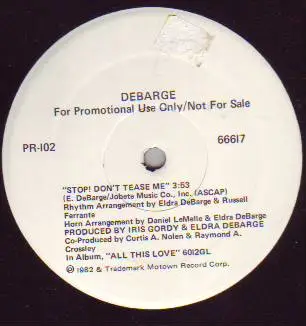 DEBARGE
For Promotional Use Only/Not For Sale
PR-102
66617
"STOP! DON'T TEASE ME" 3:53
(E. DeBarge/Jobete Music Co., Inc. (ASCAP)
Rhythm Arrangement by Eldra DeBarge & Russell
Ferrante
Horn Arrangement by Daniel LeMelle & Eldra DeBarge
PRODUCED BY IRIS GORDY & ELDRA DEBARGE
Co-Produced by Curtis A. Nolen & Raymond A.
Crossley
In Album, "ALL THIS LOVE" 6012GL
℗ 1982 & Trademark Motown Record Corp.